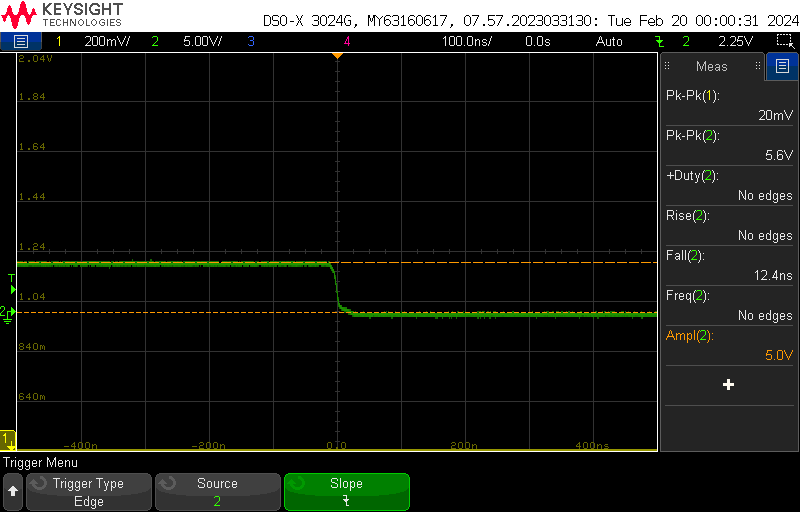 KEYSIGHT
TECHNOLOGIES
DSO-X 3024G, MY63160617, 07.57.2023033130: Tue Feb 20 00:00:31 2024
1 200mV/ 2 5.00V/ 3 4 100.0ns/ 0.0s Auto 2 2.25V
2.04V
1.84
1.64
1.44
1.24
1.04
840m
640m
T
2
1
-400n -200n 0.0 200n 400ns
Meas
Pk-Pk(1):
20mV
Pk-Pk(2):
5.6V
+Duty(2):
No edges
Rise(2):
No edges
Fall(2):
12.4ns
Freq(2):
No edges
Ampl(2):
5.0V
Trigger Menu
Trigger Type
Edge
Source
2
Slope